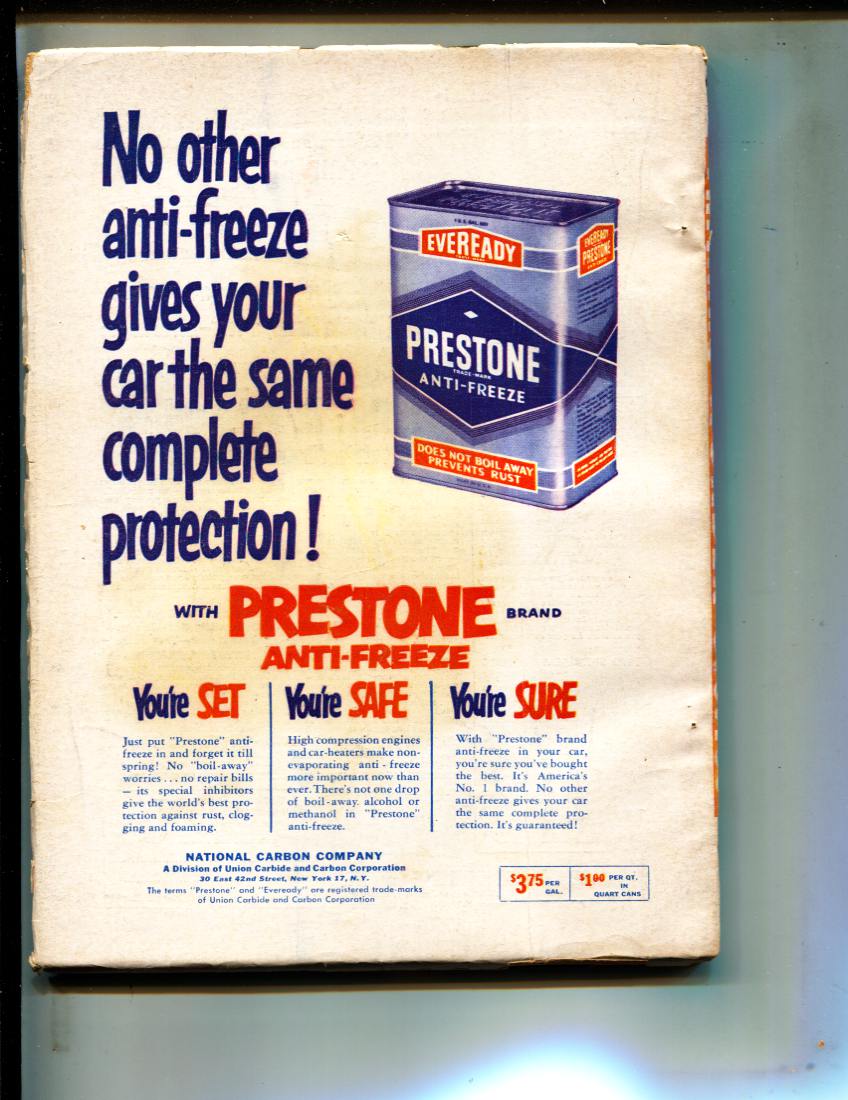 No other
anti-freeze
gives your
car the same
complete
protection!
EVEREADY
TRADE-MARK
PRESTONE
TRADE-MARK
ANTI-FREEZE
DOES NOT BOIL AWAY
PREVENTS RUST
EVEREADY
PRESTONE
WITH PRESTONE BRAND
ANTI-FREEZE
You're SET
Just put "Prestone" anti-
freeze in and forget it till
spring! No "boil-away"
worries . . . no repair bills
— its special inhibitors
give the world's best pro-
tection against rust, clog-
ging and foaming.
You're SAFE
High compression engines
and car-heaters make non-
evaporating anti-freeze
more important now than
ever. There's not one drop
of boil-away alcohol or
methanol in "Prestone"
anti-freeze.
You're SURE
With "Prestone" brand
anti-freeze in your car,
you're sure you've bought
the best. It's America's
No. 1 brand. No other
anti-freeze gives your car
the same complete pro-
tection. It's guaranteed!
NATIONAL CARBON COMPANY
A Division of Union Carbide and Carbon Corporation
30 East 42nd Street, New York 17, N.Y.
The terms "Prestone" and "Eveready" are registered trade-marks
of Union Carbide and Carbon Corporation
$3.75 PER GAL.
$1.00 PER QT.
IN
QUART CANS